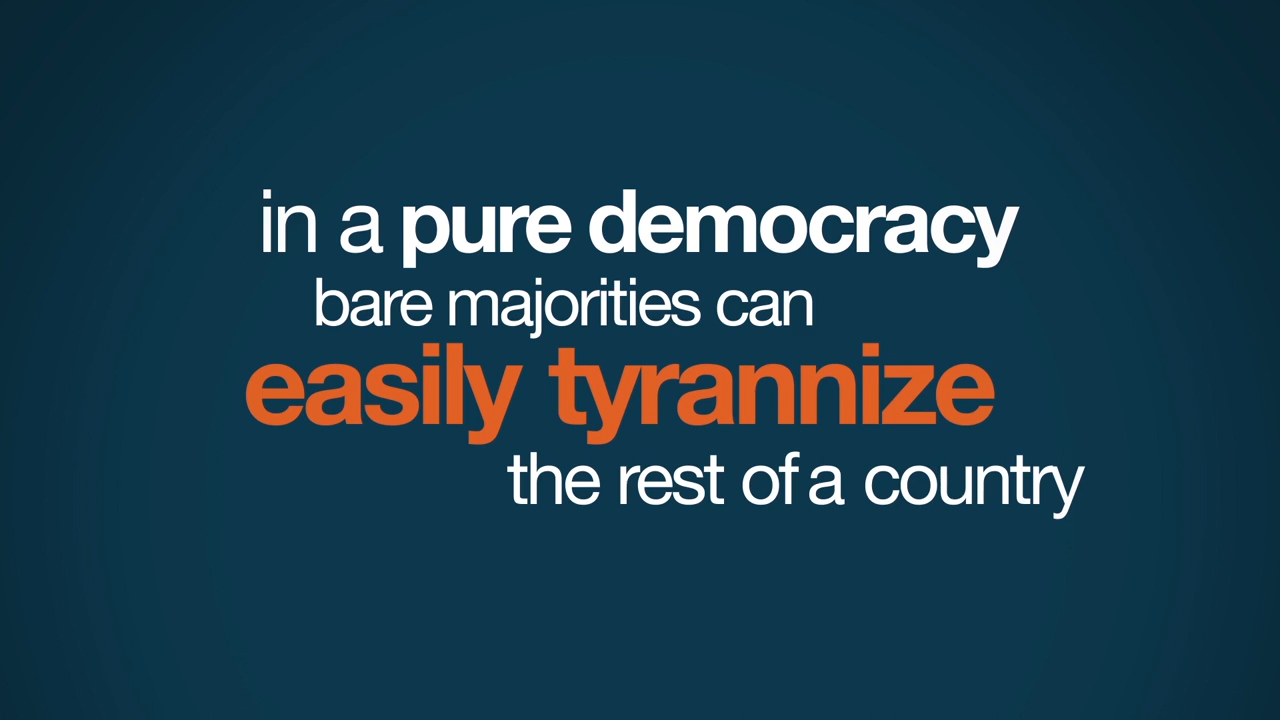 in a pure democracy
bare majorities can
easily tyrannize
the rest of a country